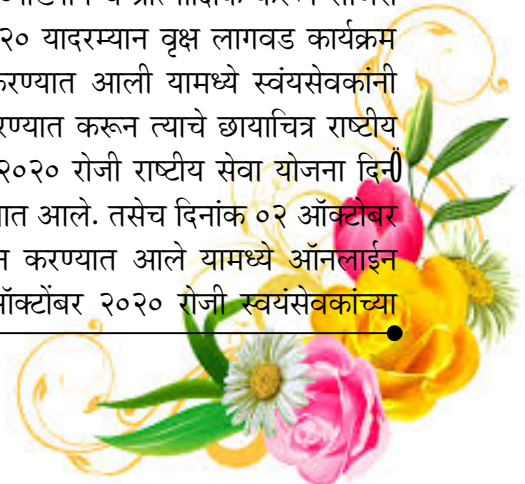 २० यादरम्यान वृक्ष लागवड कार्यक्रम
करण्यात आली यामध्ये स्वंयसेवकांनी
रण्यात करून त्याचे छायाचित्र राष्टीय
२०२० रोजी राष्टीय सेवा योजना दिनी
ात आले. तसेच दिनांक ०२ ऑक्टोबर
न करण्यात आले यामध्ये ऑनलाईन
ऑक्टोंबर २०२० रोजी स्वयंसेवकांच्या